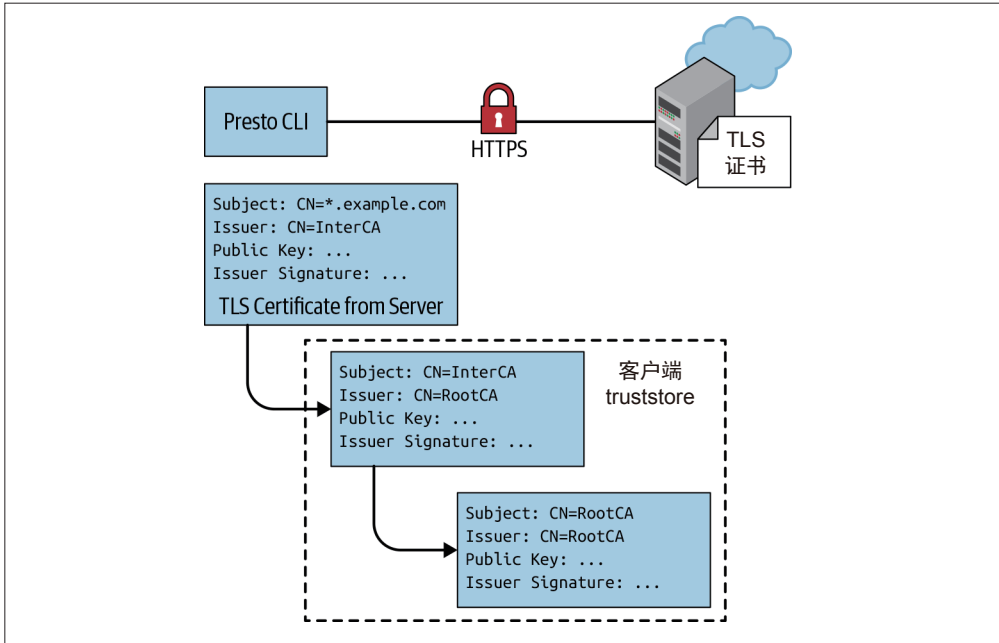 Presto CLI
HTTPS
TLS
证书
Subject: CN=*.example.com
Issuer: CN=InterCA
Public Key: ...
Issuer Signature: ...
TLS Certificate from Server
客户端
truststore
Subject: CN=InterCA
Issuer: CN=RootCA
Public Key: ...
Issuer Signature: ...
Subject: CN=RootCA
Issuer: CN=RootCA
Public Key: ...
Issuer Signature: ...